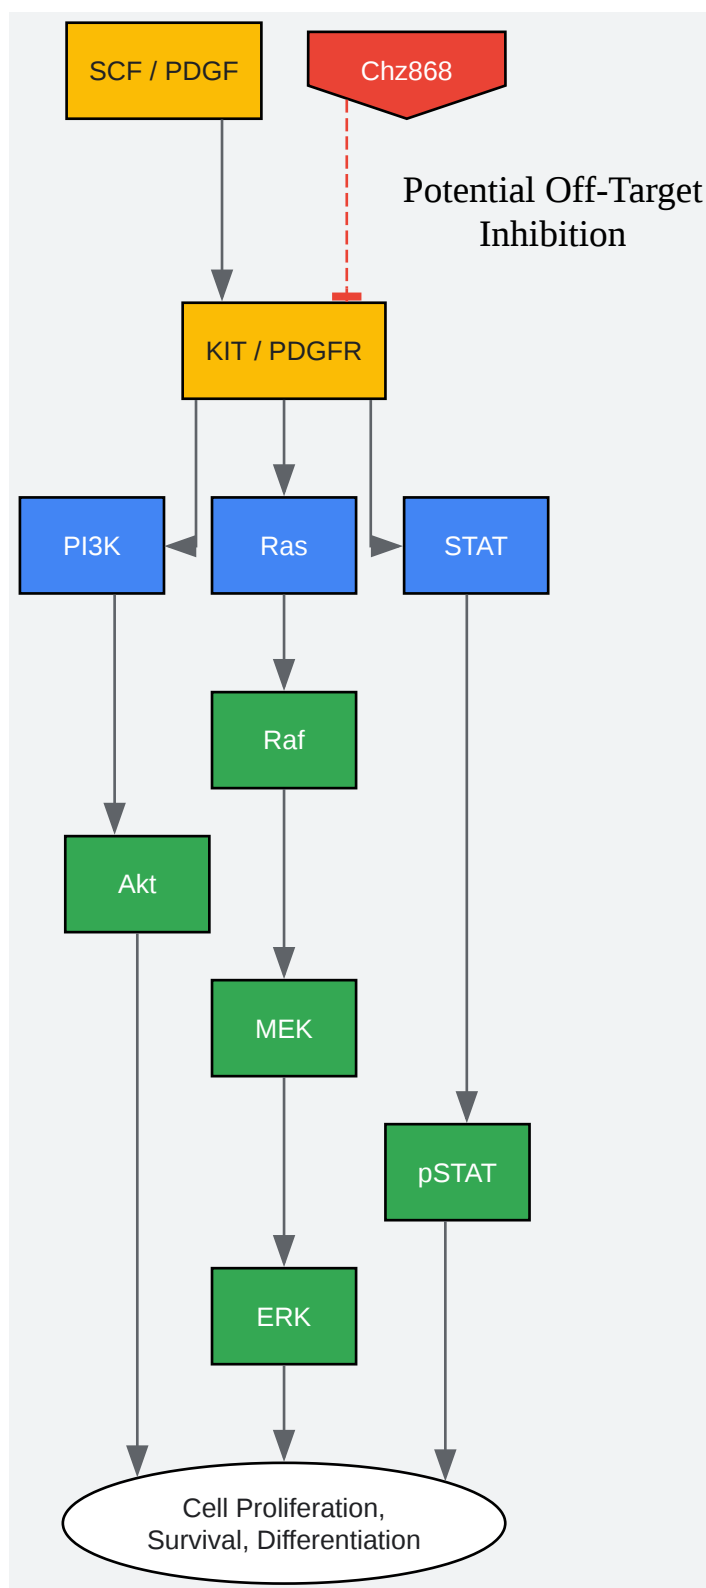 SCF / PDGF
Chz868
Potential Off-Target
Inhibition
KIT / PDGFR
PI3K
Ras
STAT
Raf
Akt
MEK
pSTAT
ERK
Cell Proliferation,
Survival, Differentiation